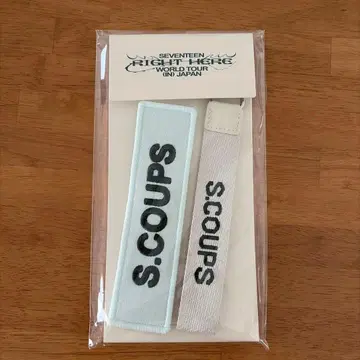 SEVENTEEN
RIGHT HERE
WORLD TOUR
(IN) JAPAN
S.COUPS
S.COUPS